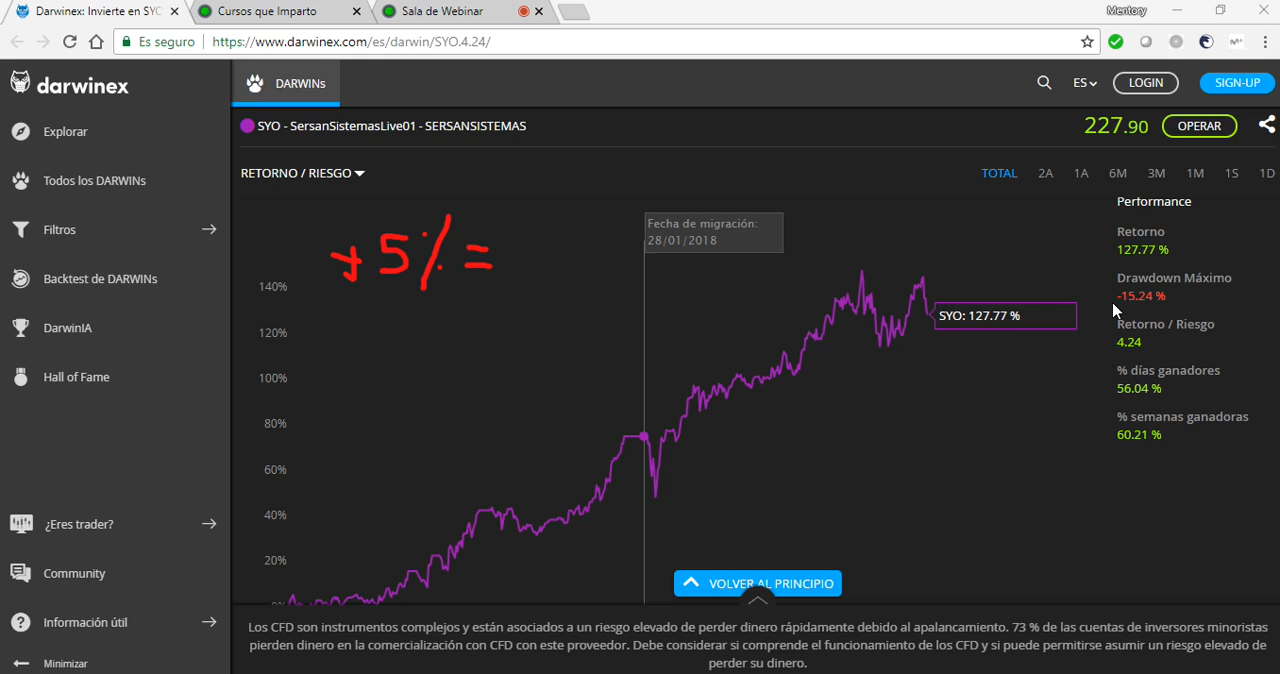 Darwinex: Invierte en SYO
Cursos que Imparto
Sala de Webinar
Mentory
Es seguro
https://www.darwinex.com/es/darwin/SYO.4.24/
darwinex
DARWINs
ES
LOGIN
SIGN-UP
SYO - SersanSistemasLive01 - SERSANSISTEMAS
227.90
OPERAR
Explorar
Todos los DARWINs
Filtros
Backtest de DARWINs
DarwinIA
Hall of Fame
¿Eres trader?
Community
Información útil
Minimizar
RETORNO / RIESGO
TOTAL 2A 1A 6M 3M 1M 1S 1D
+5% =
Fecha de migración:
28/01/2018
140%
120%
100%
80%
60%
40%
20%
0%
SYO: 127.77 %
Performance
Retorno
127.77 %
Drawdown Máximo
-15.24 %
Retorno / Riesgo
4.24
% días ganadores
56.04 %
% semanas ganadoras
60.21 %
VOLVER AL PRINCIPIO
Los CFD son instrumentos complejos y están asociados a un riesgo elevado de perder dinero rápidamente debido al apalancamiento. 73 % de las cuentas de inversores minoristas
pierden dinero en la comercialización con CFD con este proveedor. Debe considerar si comprende el funcionamiento de los CFD y si puede permitirse asumir un riesgo elevado de
perder su dinero.